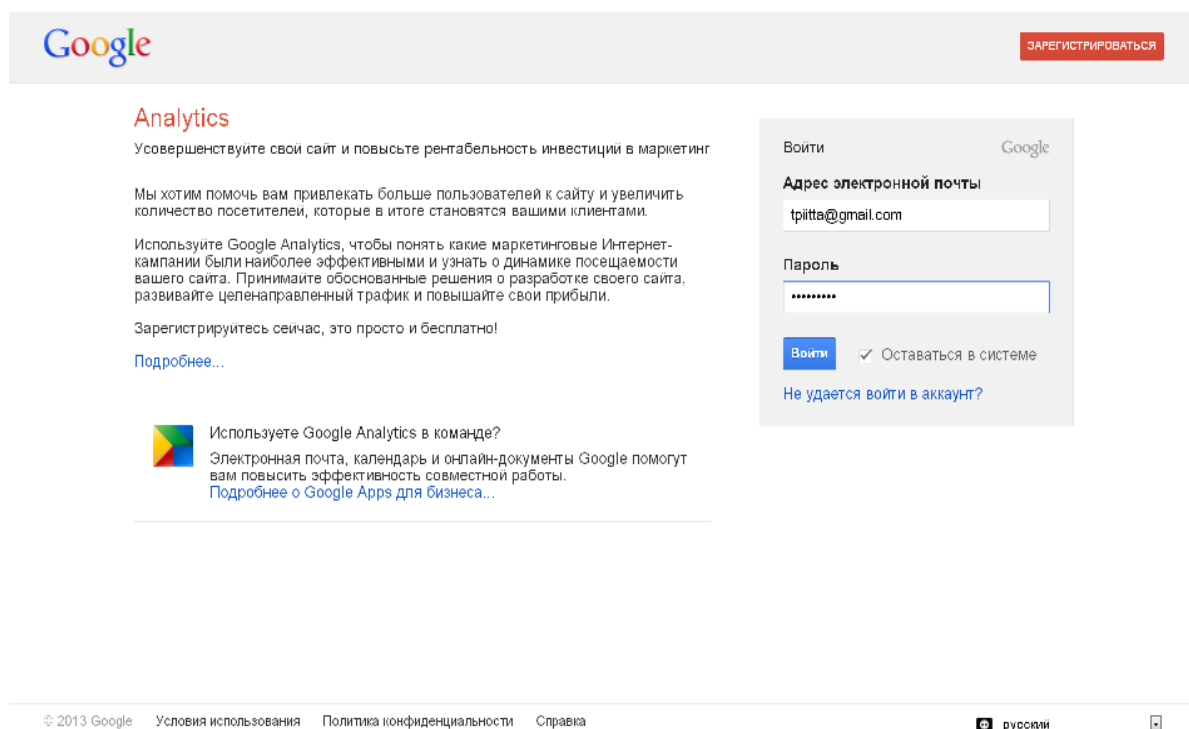 Google
ЗАРЕГИСТРИРОВАТЬСЯ
Analytics
Усовершенствуйте свой сайт и повысьте рентабельность инвестиций в маркетинг
Мы хотим помочь вам привлекать больше пользователей к сайту и увеличить
количество посетителей, которые в итоге становятся вашими клиентами.
Используйте Google Analytics, чтобы понять какие маркетинговые Интернет-
кампании были наиболее эффективными и узнать о динамике посещаемости
вашего сайта. Принимайте обоснованные решения о разработке своего сайта,
развивайте целенаправленный трафик и повышайте свои прибыли.
Зарегистрируйтесь сейчас, это просто и бесплатно!
Подробнее...
Используете Google Analytics в команде?
Электронная почта, календарь и онлайн-документы Google помогут
вам повысить эффективность совместной работы.
Подробнее о Google Apps для бизнеса...
Войти Google
Адрес электронной почты
tpiitta@gmail.com
Пароль
•••••••••
Войти Оставаться в системе
Не удается войти в аккаунт?
© 2013 Google Условия использования Политика конфиденциальности Справка русский